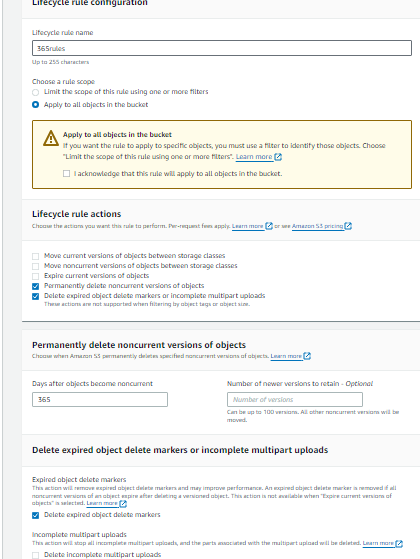 Lifecycle rule configuration
Lifecycle rule name
365rules
Up to 255 characters
Choose a rule scope
Limit the scope of this rule using one or more filters
Apply to all objects in the bucket
Apply to all objects in the bucket
If you want the rule to apply to specific objects, you must use a filter to identify those objects. Choose
"Limit the scope of this rule using one or more filters". Learn more
I acknowledge that this rule will apply to all objects in the bucket.
Lifecycle rule actions
Choose the actions you want this rule to perform. Per-request fees apply. Learn more or see Amazon S3 pricing
Move current versions of objects between storage classes
Move noncurrent versions of objects between storage classes
Expire current versions of objects
Permanently delete noncurrent versions of objects
Delete expired object delete markers or incomplete multipart uploads
These actions are not supported when filtering by object tags or object size.
Permanently delete noncurrent versions of objects
Choose when Amazon S3 permanently deletes specified noncurrent versions of objects. Learn more
Days after objects become noncurrent
365
Number of newer versions to retain - Optional
Number of versions
Can be up to 100 versions. All other noncurrent versions will be
moved.
Delete expired object delete markers or incomplete multipart uploads
Expired object delete markers
This action will remove expired object delete markers and may improve performance. An expired object delete marker is removed if all
noncurrent versions of an object expire after deleting a versioned object. This action is not available when "Expire current versions of
objects" is selected. Learn more
Delete expired object delete markers
Incomplete multipart uploads
This action will stop all incomplete multipart uploads, and the parts associated with the multipart upload will be deleted. Learn more
Delete incomplete multipart uploads